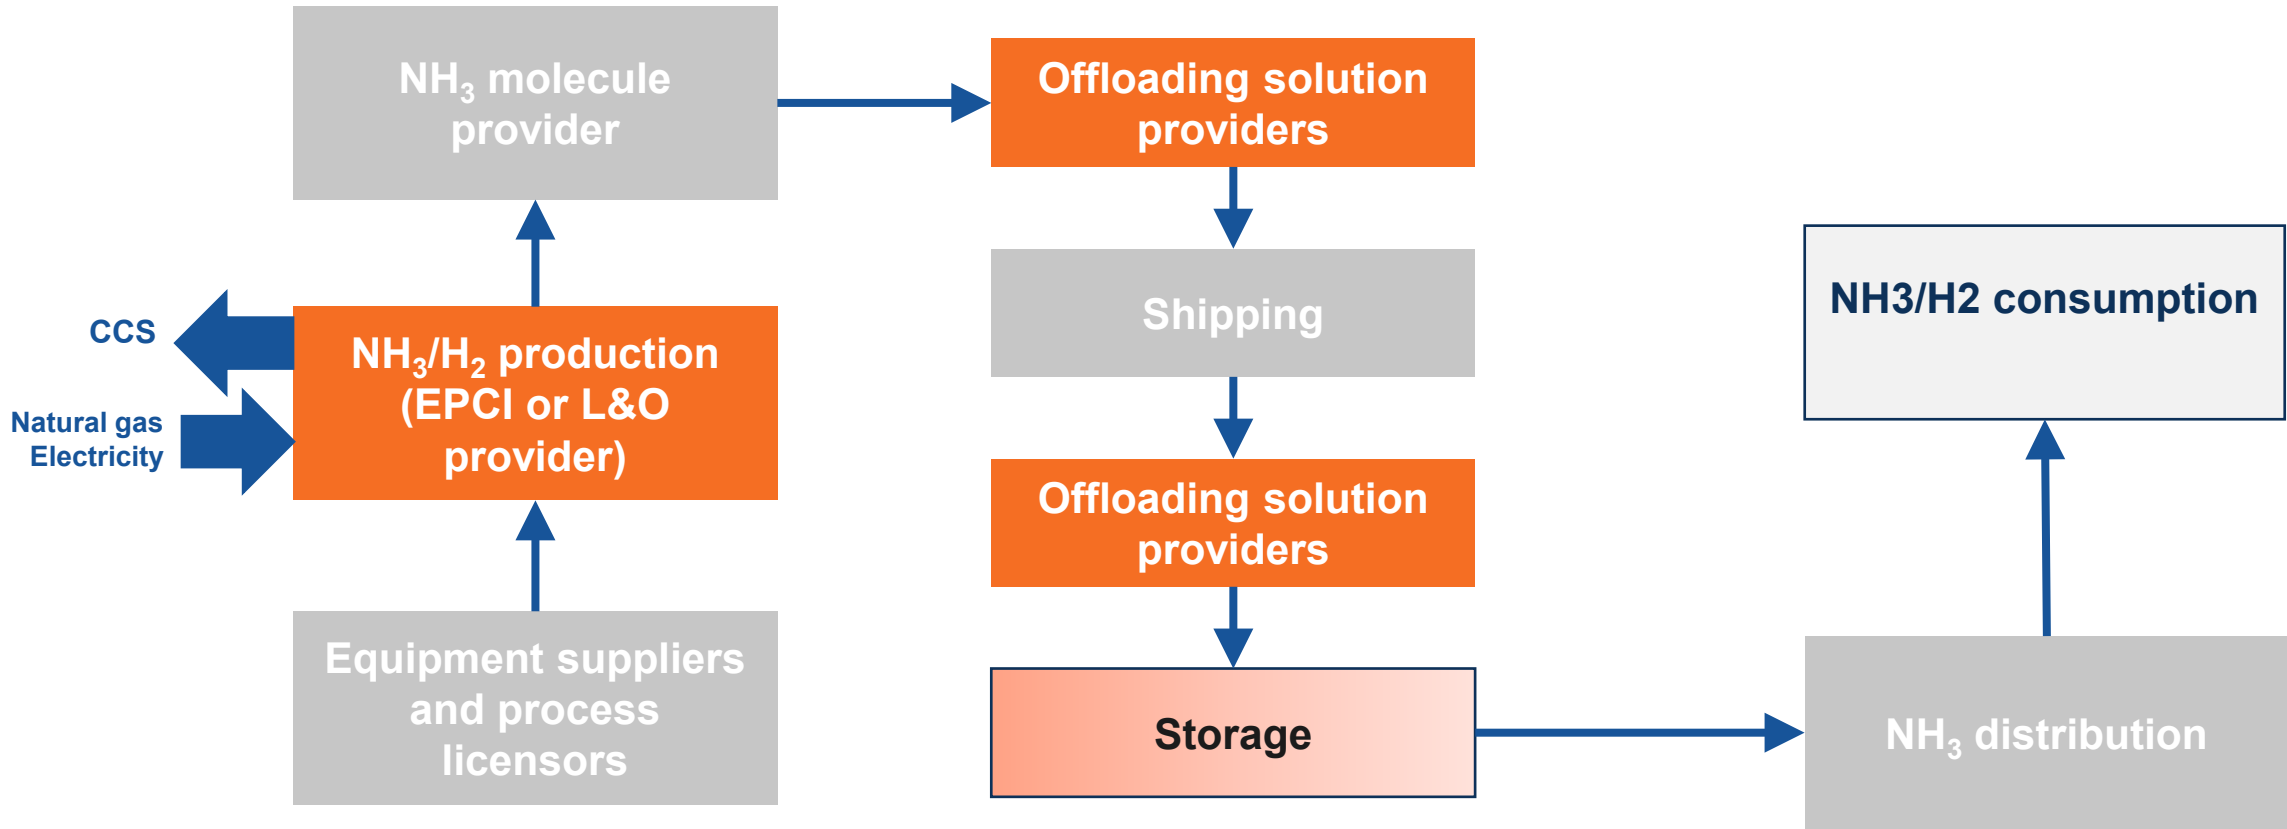 NH₃ molecule
provider
CCS
Natural gas
Electricity
NH₃/H₂ production
(EPCI or L&O
provider)
Equipment suppliers
and process
licensors
Offloading solution
providers
Shipping
Offloading solution
providers
Storage
NH3/H2 consumption
NH₃ distribution